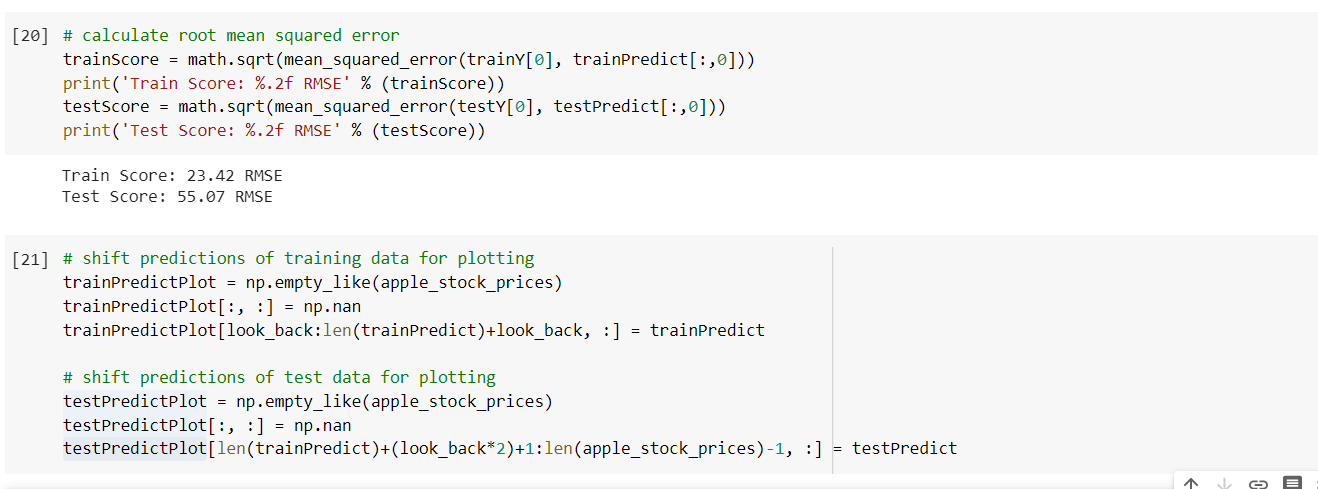 [20] # calculate root mean squared error
trainScore = math.sqrt(mean_squared_error(trainY[0], trainPredict[:,0]))
print('Train Score: %.2f RMSE' % (trainScore))
testScore = math.sqrt(mean_squared_error(testY[0], testPredict[:,0]))
print('Test Score: %.2f RMSE' % (testScore))
Train Score: 23.42 RMSE
Test Score: 55.07 RMSE
[21] # shift predictions of training data for plotting
trainPredictPlot = np.empty_like(apple_stock_prices)
trainPredictPlot[:, :] = np.nan
trainPredictPlot[look_back:len(trainPredict)+look_back, :] = trainPredict
# shift predictions of test data for plotting
testPredictPlot = np.empty_like(apple_stock_prices)
testPredictPlot[:, :] = np.nan
testPredictPlot[len(trainPredict)+(look_back*2)+1:len(apple_stock_prices)-1, :] = testPredict